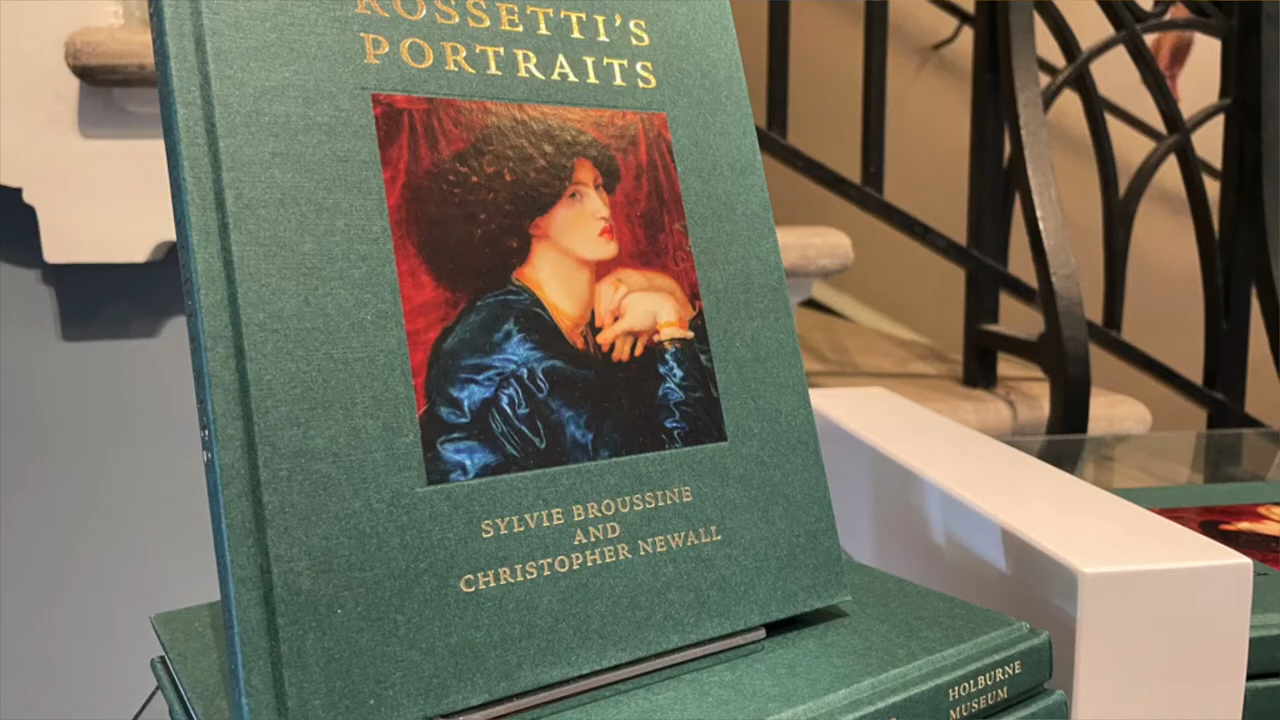 ROSSETTI'S
PORTRAITS
SYLVIE BROUSSINE
AND
CHRISTOPHER NEWALL
HOLBURNE
MUSEUM